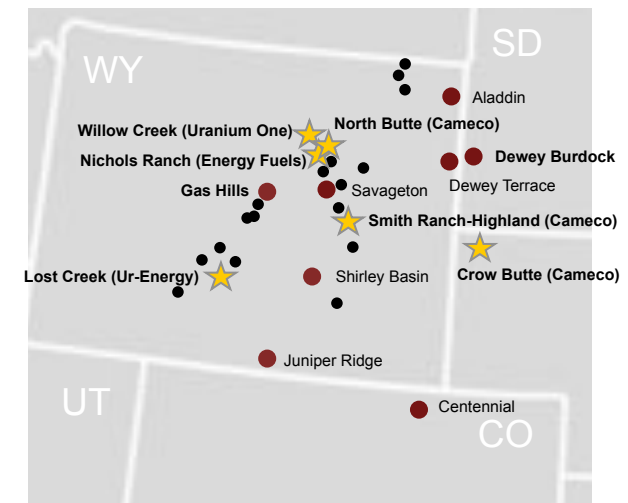 SD
WY
Aladdin
North Butte (Cameco)
Willow Creek (Uranium One)
Nichols Ranch (Energy Fuels)
Dewey Burdock
Dewey Terrace
Gas Hills
Savageton
Smith Ranch-Highland (Cameco)
Lost Creek (Ur-Energy)
Shirley Basin
Crow Butte (Cameco)
Juniper Ridge
UT
Centennial
CO